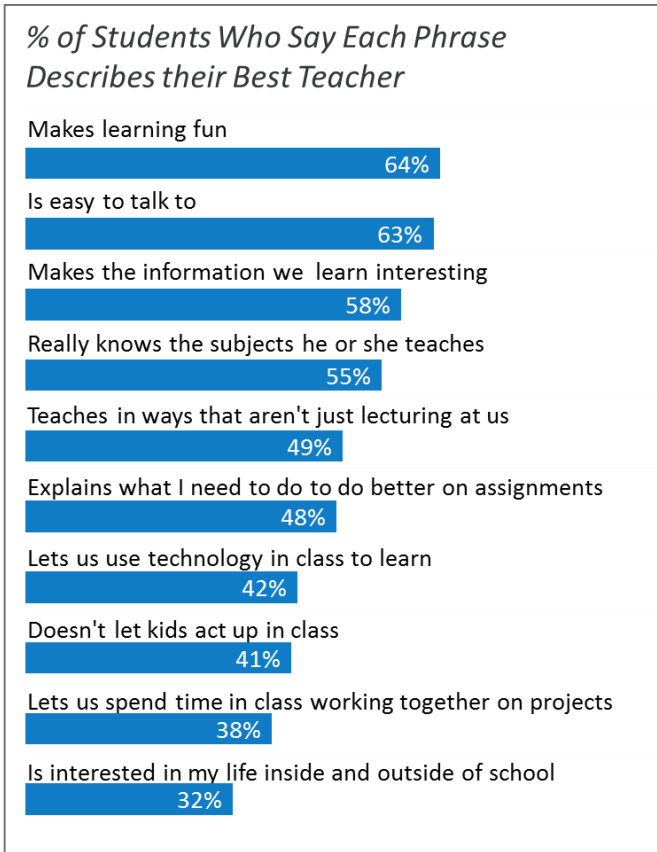 % of Students Who Say Each Phrase
Describes their Best Teacher
Makes learning fun
64%
Is easy to talk to
63%
Makes the information we learn interesting
58%
Really knows the subjects he or she teaches
55%
Teaches in ways that aren't just lecturing at us
49%
Explains what I need to do to do better on assignments
48%
Lets us use technology in class to learn
42%
Doesn't let kids act up in class
41%
Lets us spend time in class working together on projects
38%
Is interested in my life inside and outside of school
32%